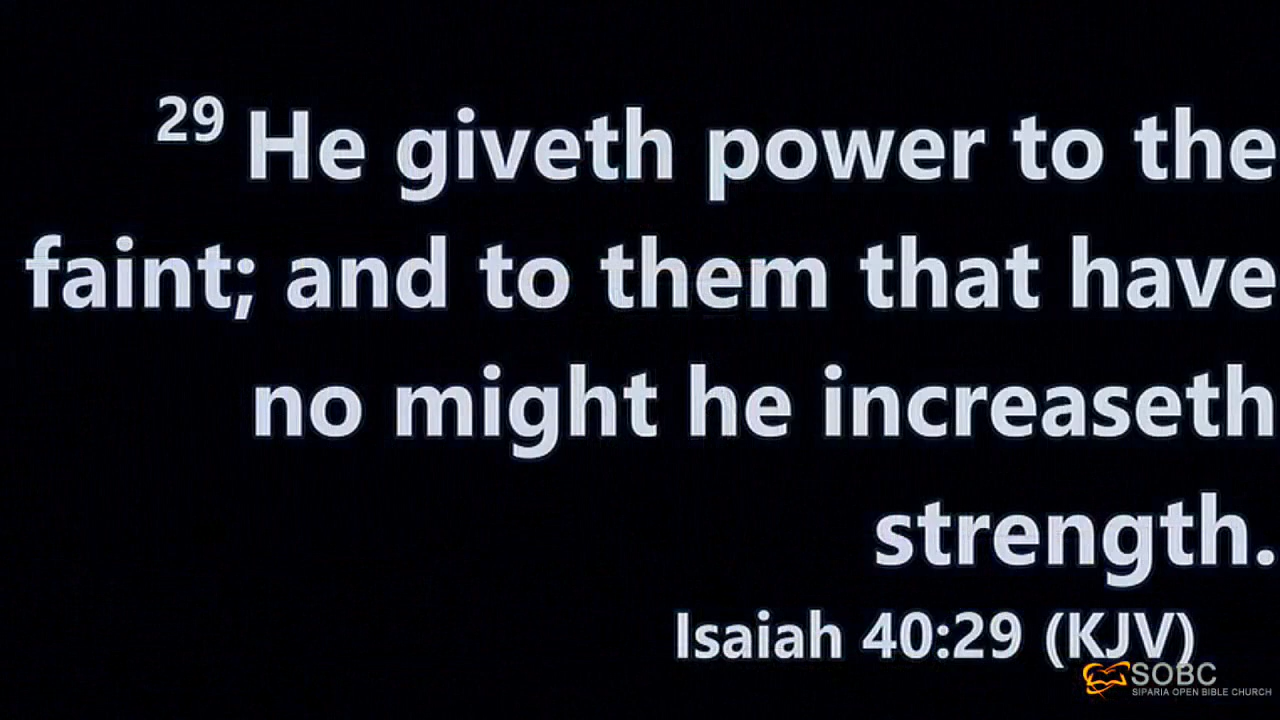 29 He giveth power to the
faint; and to them that have
no might he increaseth
strength.
Isaiah 40:29 (KJV)
SOBC
SIPARIA OPEN BIBLE CHURCH